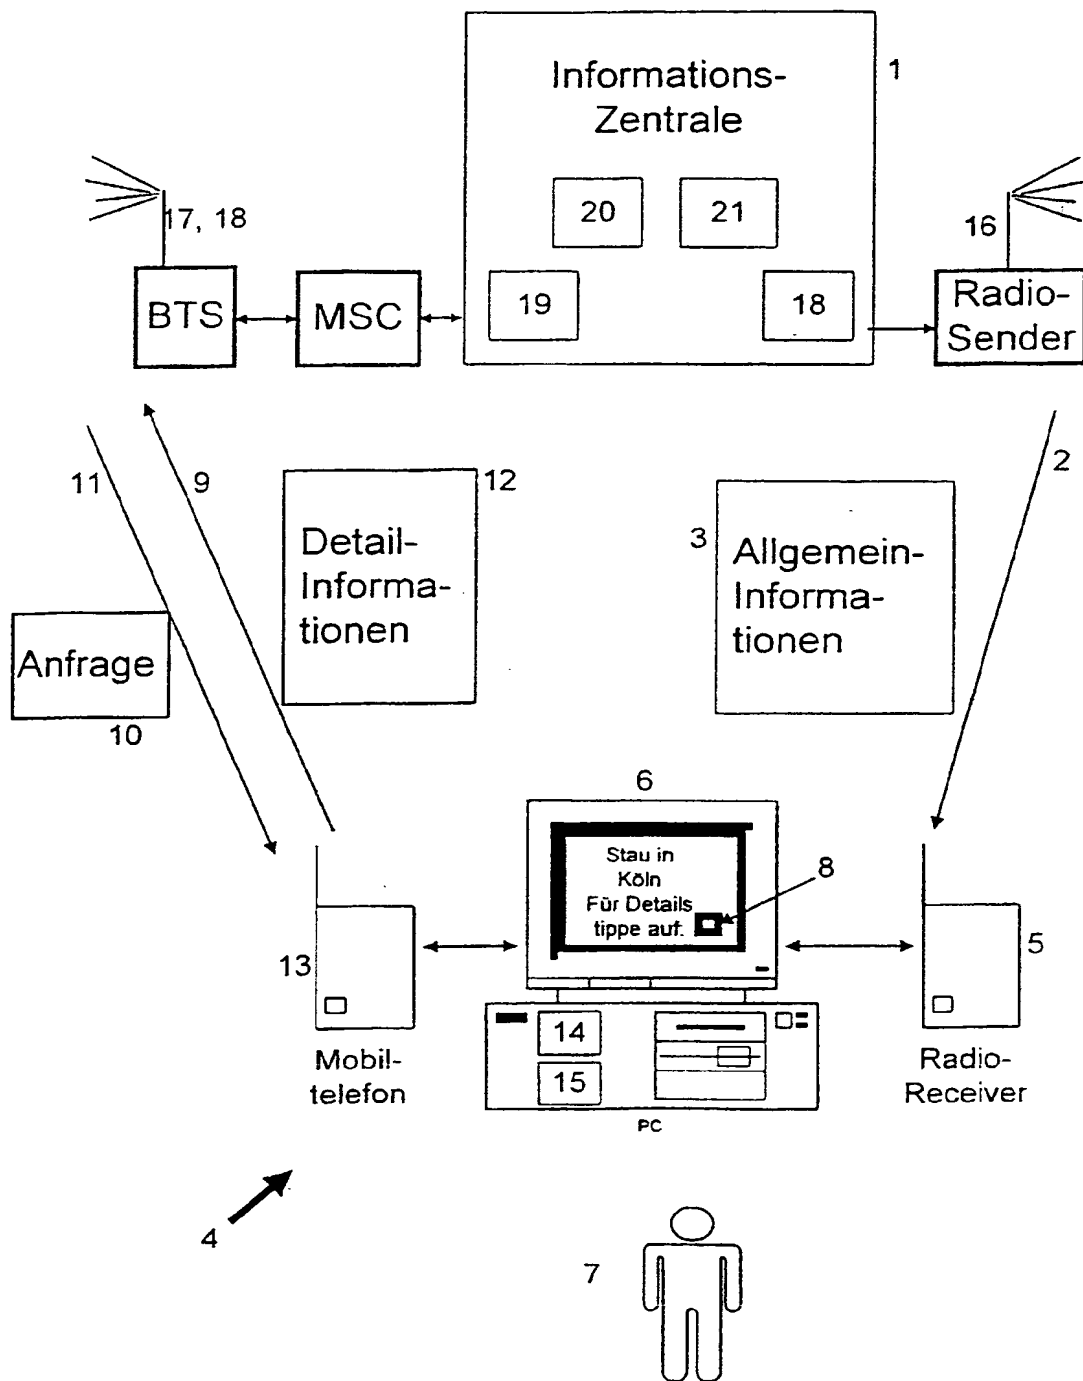 Informations-
Zentrale
1
20
21
19
18
17, 18
BTS
MSC
16
Radio-
Sender
11
9
12
Detail-
Informa-
tionen
3
Allgemein-
Informa-
tionen
2
Anfrage
10
6
Stau in
Köln
Für Details
tippe auf.
8
13
5
14
15
Mobil-
telefon
Radio-
Receiver
PC
4
7